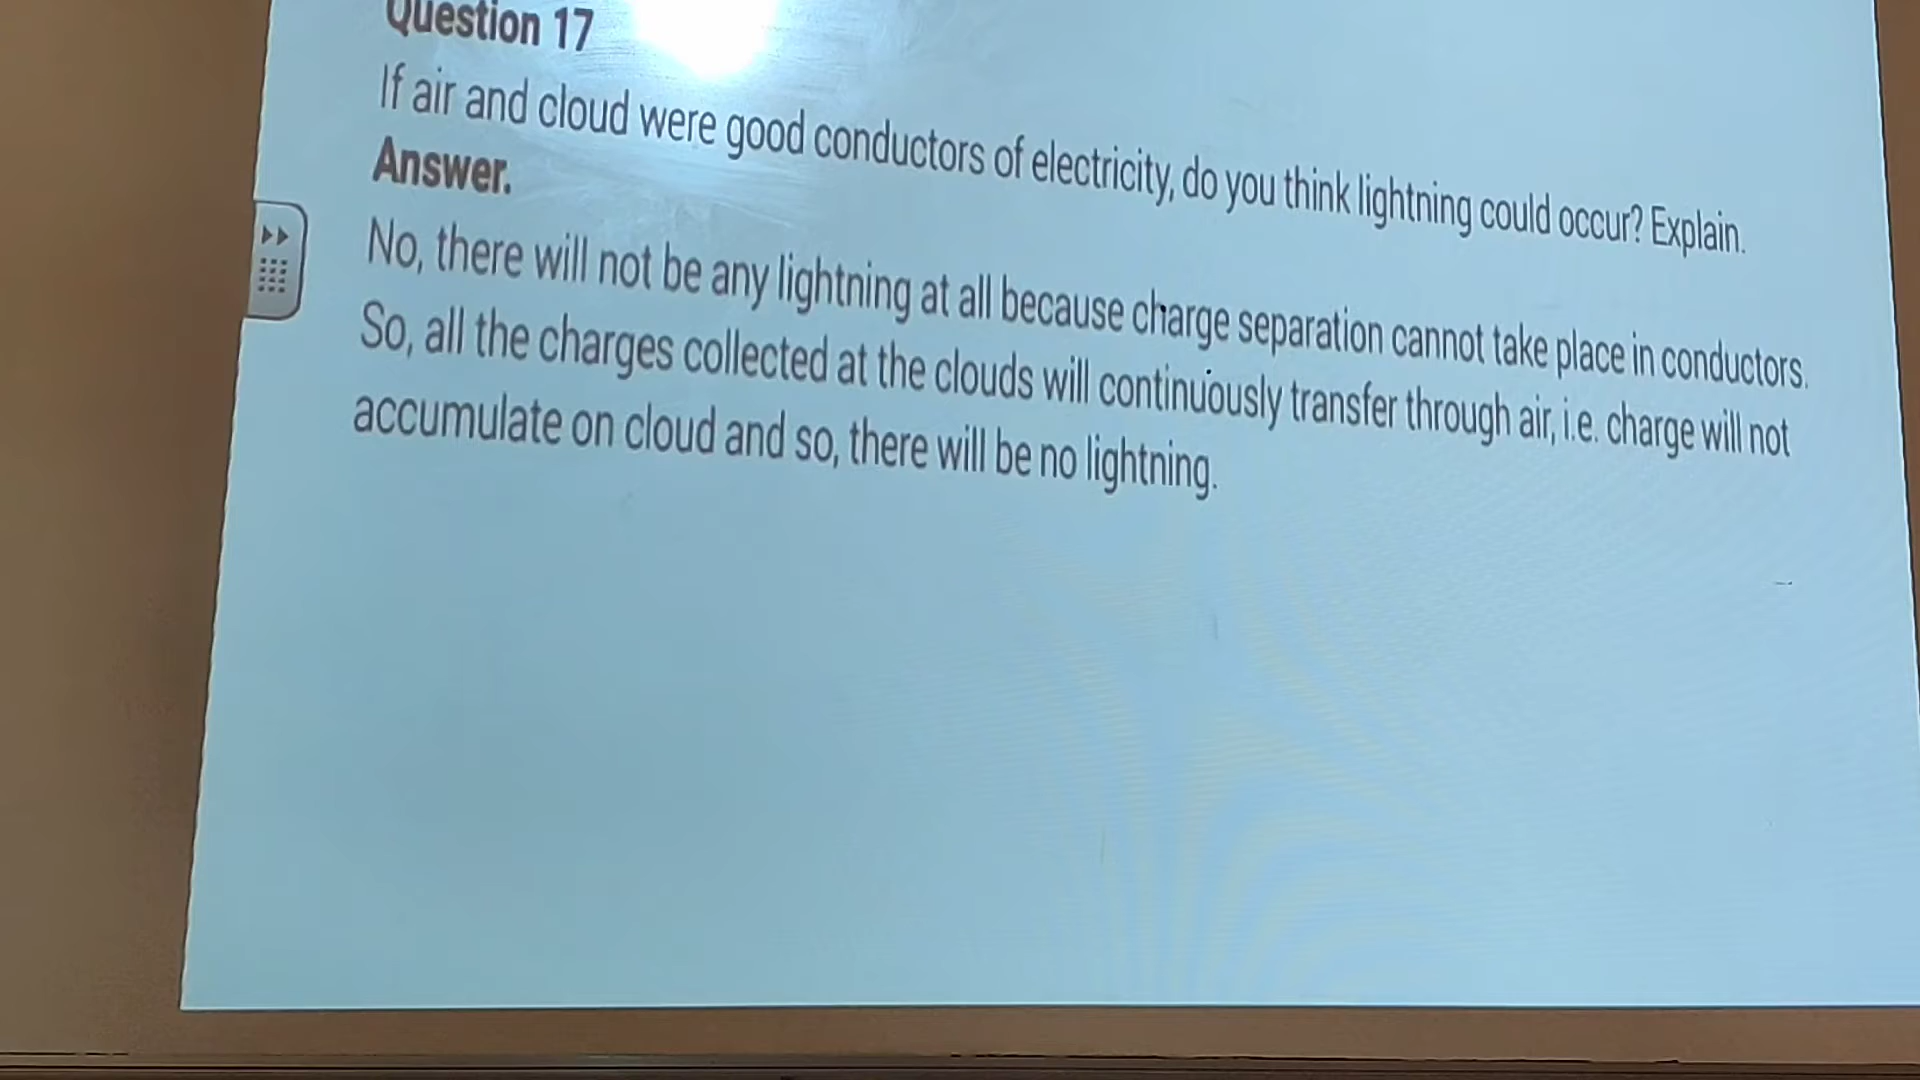 Question 17
If air and cloud were good conductors of electricity, do you think lightning could occur? Explain.
Answer.
No, there will not be any lightning at all because charge separation cannot take place in conductors.
So, all the charges collected at the clouds will continuously transfer through air, i.e. charge will not
accumulate on cloud and so, there will be no lightning.